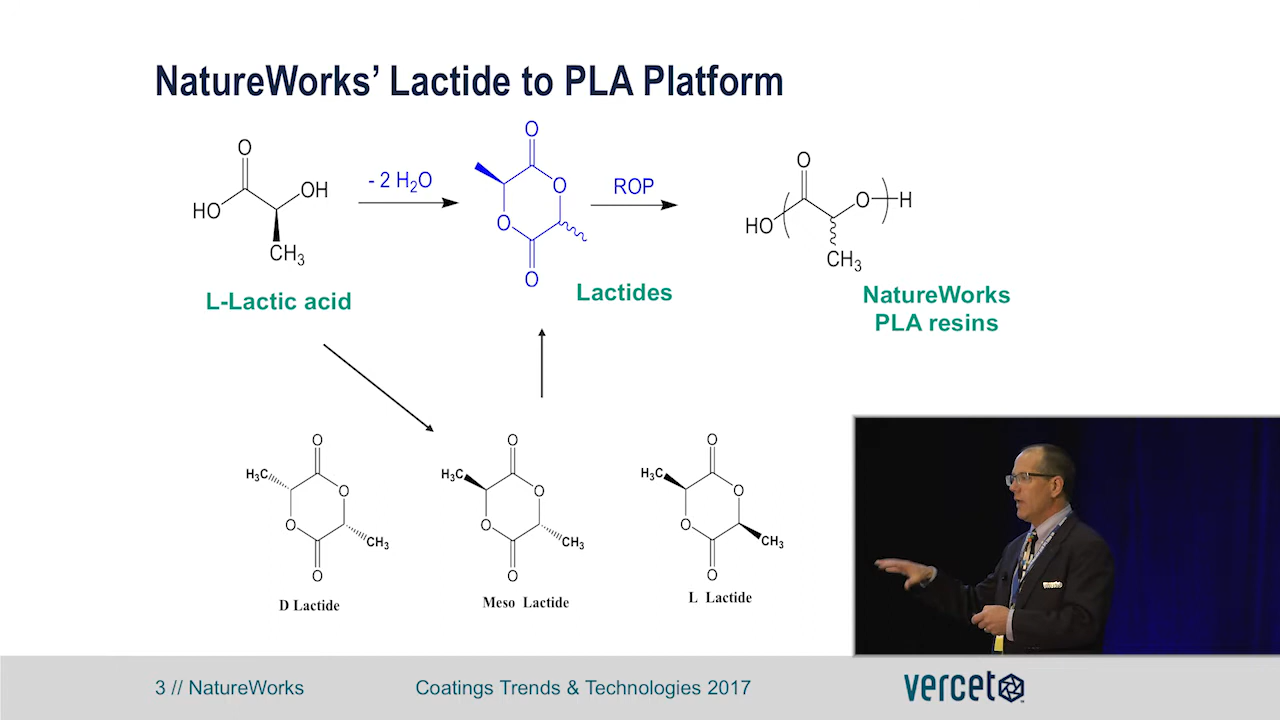 NatureWorks' Lactide to PLA Platform
O
HO
OH
CH3
- 2 H2O
O
O
O
O
ROP
O
HO
O
H
CH3
L-Lactic acid
Lactides
NatureWorks
PLA resins
O
H3C
O
O
CH3
O
D Lactide
O
H3C
O
O
CH3
O
Meso Lactide
O
H3C
O
O
CH3
O
L Lactide
3 // NatureWorks
Coatings Trends & Technologies 2017
vercet